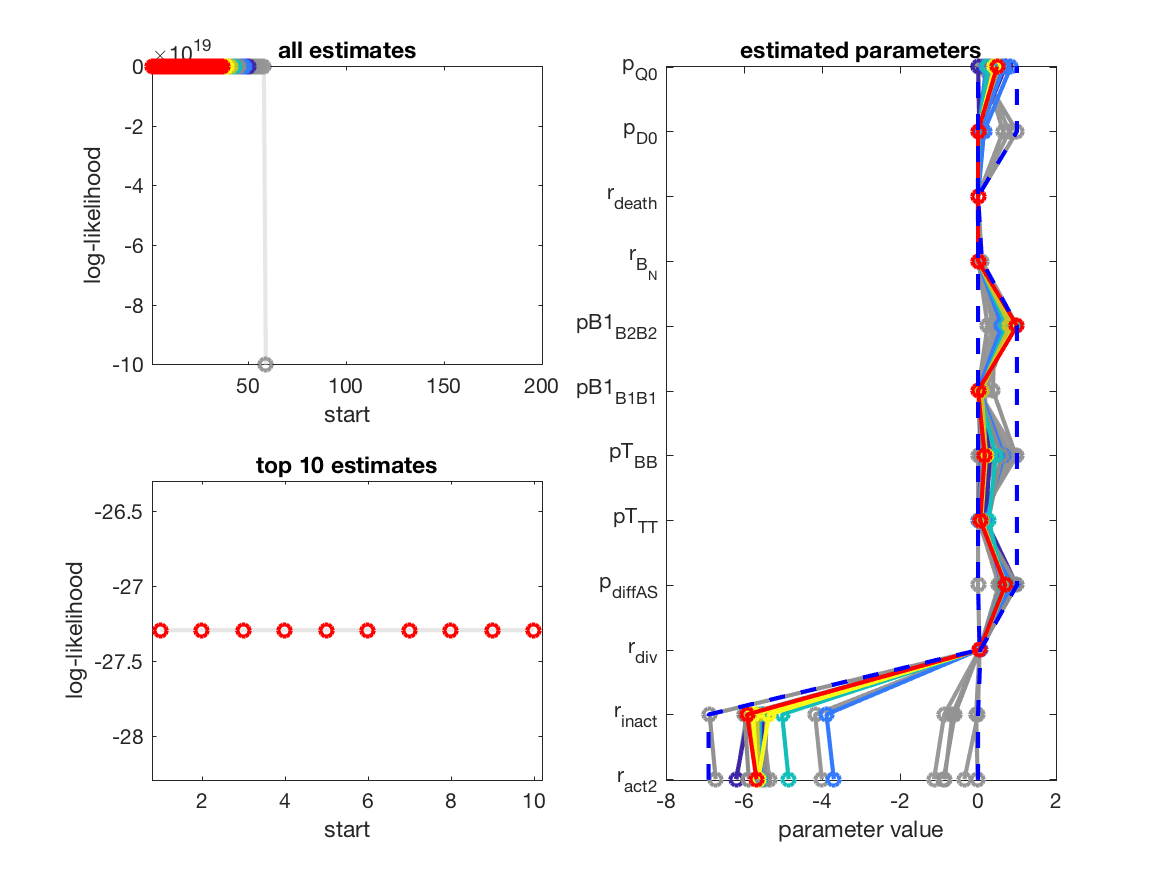 all estimates
×10^19
0
-2
-4
-6
-8
-10
log-likelihood
50
100
150
200
start
top 10 estimates
-26.5
-27
-27.5
-28
log-likelihood
2
4
6
8
10
start
estimated parameters
p_Q0
p_D0
r_death
r_B_N
pB1_B2B2
pB1_B1B1
pT_BB
pT_TT
p_diffAS
r_div
r_inact
r_act2
-8
-6
-4
-2
0
2
parameter value